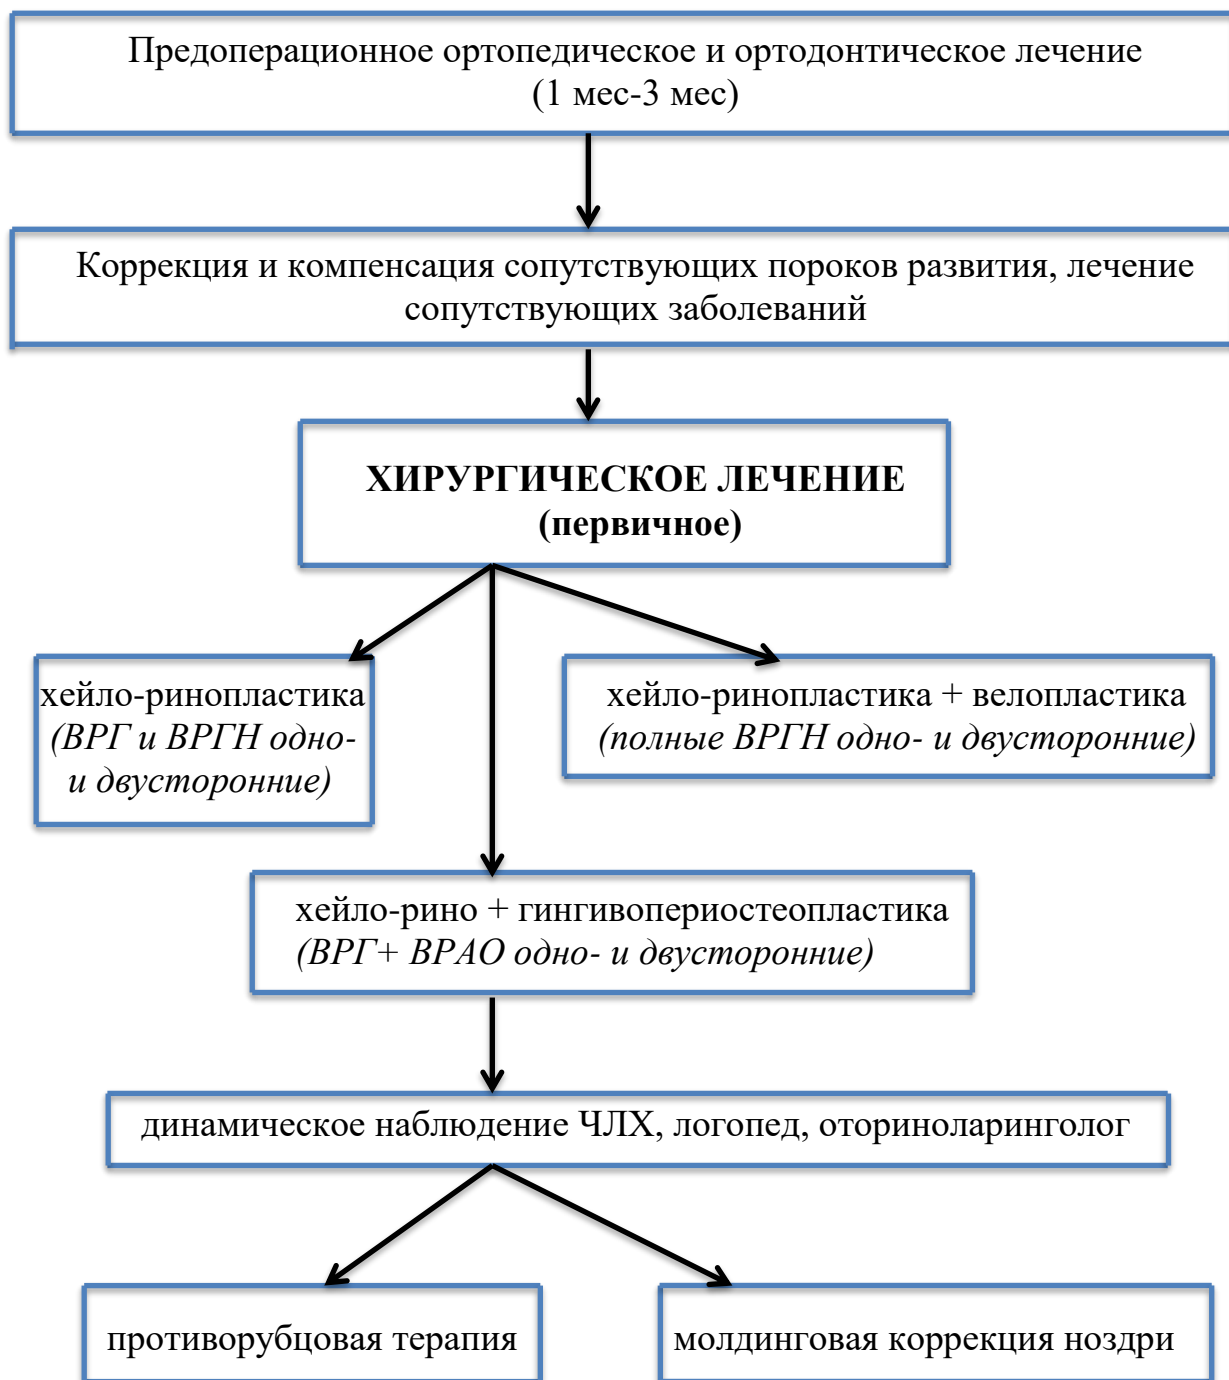 Предоперационное ортопедическое и ортодонтическое лечение
(1 мес-3 мес)
Коррекция и компенсация сопутствующих пороков развития, лечение
сопутствующих заболеваний
ХИРУРГИЧЕСКОЕ ЛЕЧЕНИЕ
(первичное)
хейло-ринопластика
(ВРГ и ВРГН одно-
и двусторонние)
хейло-ринопластика + велопластика
(полные ВРГН одно- и двусторонние)
хейло-рино + гингивопериостеопластика
(ВРГ+ ВРАО одно- и двусторонние)
динамическое наблюдение ЧЛХ, логопед, оториноларинголог
противорубцовая терапия
молдинговая коррекция ноздри